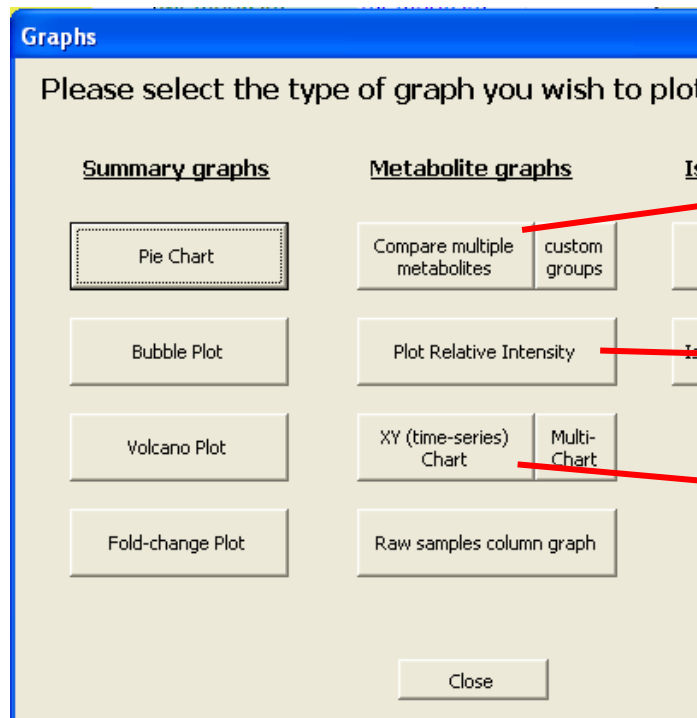 Graphs
Please select the type of graph you wish to plot
Summary graphs
Metabolite graphs
Pie Chart
Compare multiple
metabolites
custom
groups
Bubble Plot
Plot Relative Intensity
Volcano Plot
XY (time-series)
Chart
Multi-
Chart
Fold-change Plot
Raw samples column graph
Close